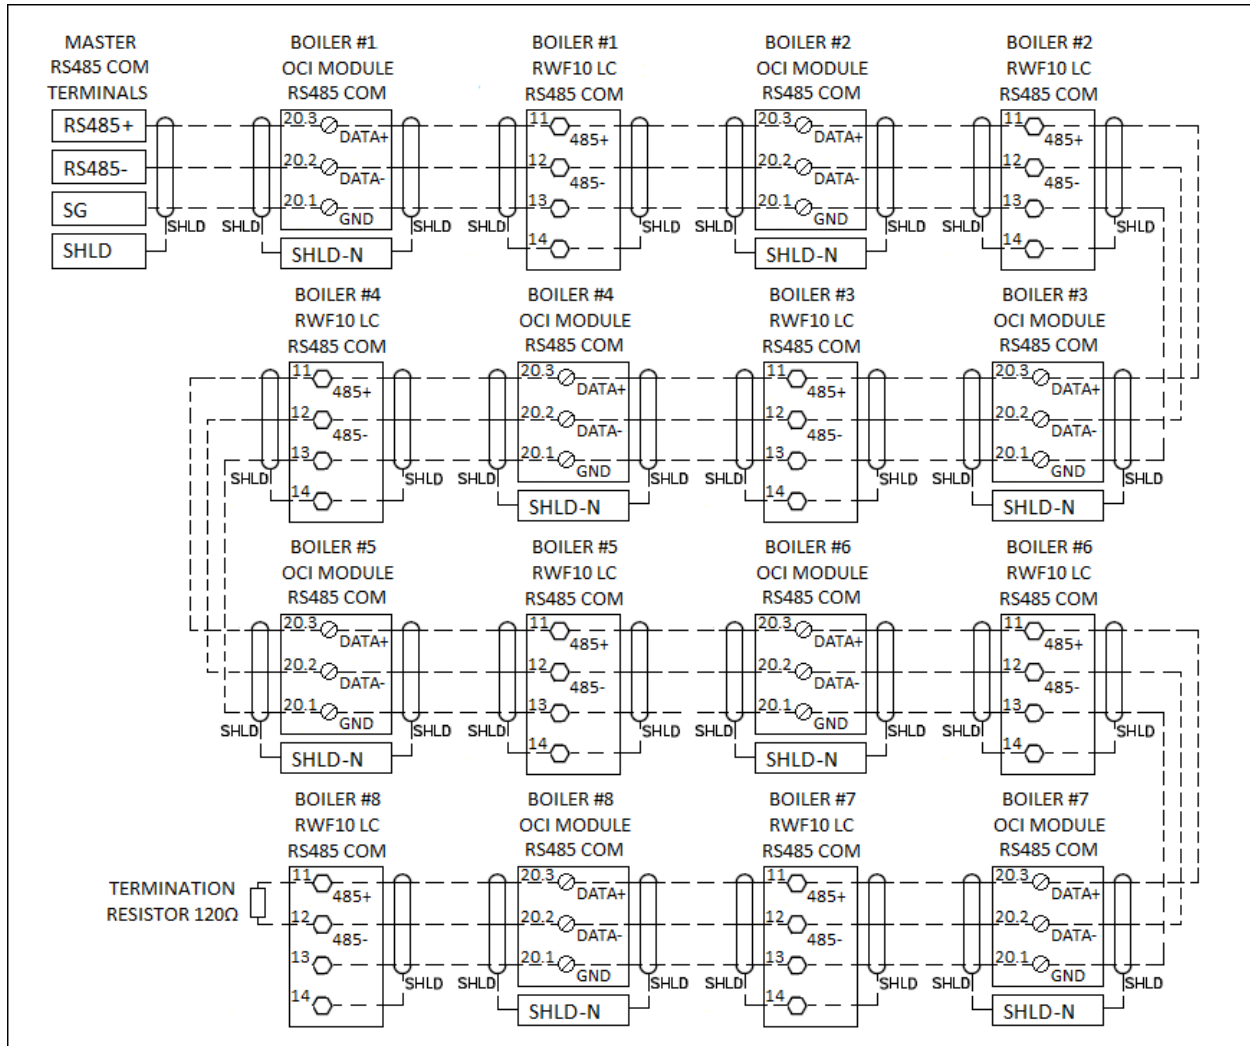 MASTER
RS485 COM
TERMINALS
RS485+
RS485-
SG
SHLD
SHLD
BOILER #1
OCI MODULE
RS485 COM
20.3
DATA+
20.2
DATA-
20.1
GND
SHLD
SHLD
SHLD-N
BOILER #1
RWF10 LC
RS485 COM
11
485+
12
485-
13
14
SHLD
SHLD
BOILER #2
OCI MODULE
RS485 COM
20.3
DATA+
20.2
DATA-
20.1
GND
SHLD
SHLD
SHLD-N
BOILER #2
RWF10 LC
RS485 COM
11
485+
12
485-
13
14
SHLD
SHLD
BOILER #4
RWF10 LC
RS485 COM
11
485+
12
485-
13
14
SHLD
SHLD
BOILER #4
OCI MODULE
RS485 COM
20.3
DATA+
20.2
DATA-
20.1
GND
SHLD
SHLD
SHLD-N
BOILER #3
RWF10 LC
RS485 COM
11
485+
12
485-
13
14
SHLD
SHLD
BOILER #3
OCI MODULE
RS485 COM
20.3
DATA+
20.2
DATA-
20.1
GND
SHLD
SHLD
SHLD-N
BOILER #5
OCI MODULE
RS485 COM
20.3
DATA+
20.2
DATA-
20.1
GND
SHLD
SHLD
SHLD-N
BOILER #5
RWF10 LC
RS485 COM
11
485+
12
485-
13
14
SHLD
SHLD
BOILER #6
OCI MODULE
RS485 COM
20.3
DATA+
20.2
DATA-
20.1
GND
SHLD
SHLD
SHLD-N
BOILER #6
RWF10 LC
RS485 COM
11
485+
12
485-
13
14
SHLD
SHLD
TERMINATION
RESISTOR 120Ω
BOILER #8
RWF10 LC
RS485 COM
11
485+
12
485-
13
14
SHLD
BOILER #8
OCI MODULE
RS485 COM
20.3
DATA+
20.2
DATA-
20.1
GND
SHLD
SHLD
SHLD-N
BOILER #7
RWF10 LC
RS485 COM
11
485+
12
485-
13
14
SHLD
SHLD
BOILER #7
OCI MODULE
RS485 COM
20.3
DATA+
20.2
DATA-
20.1
GND
SHLD
SHLD
SHLD-N